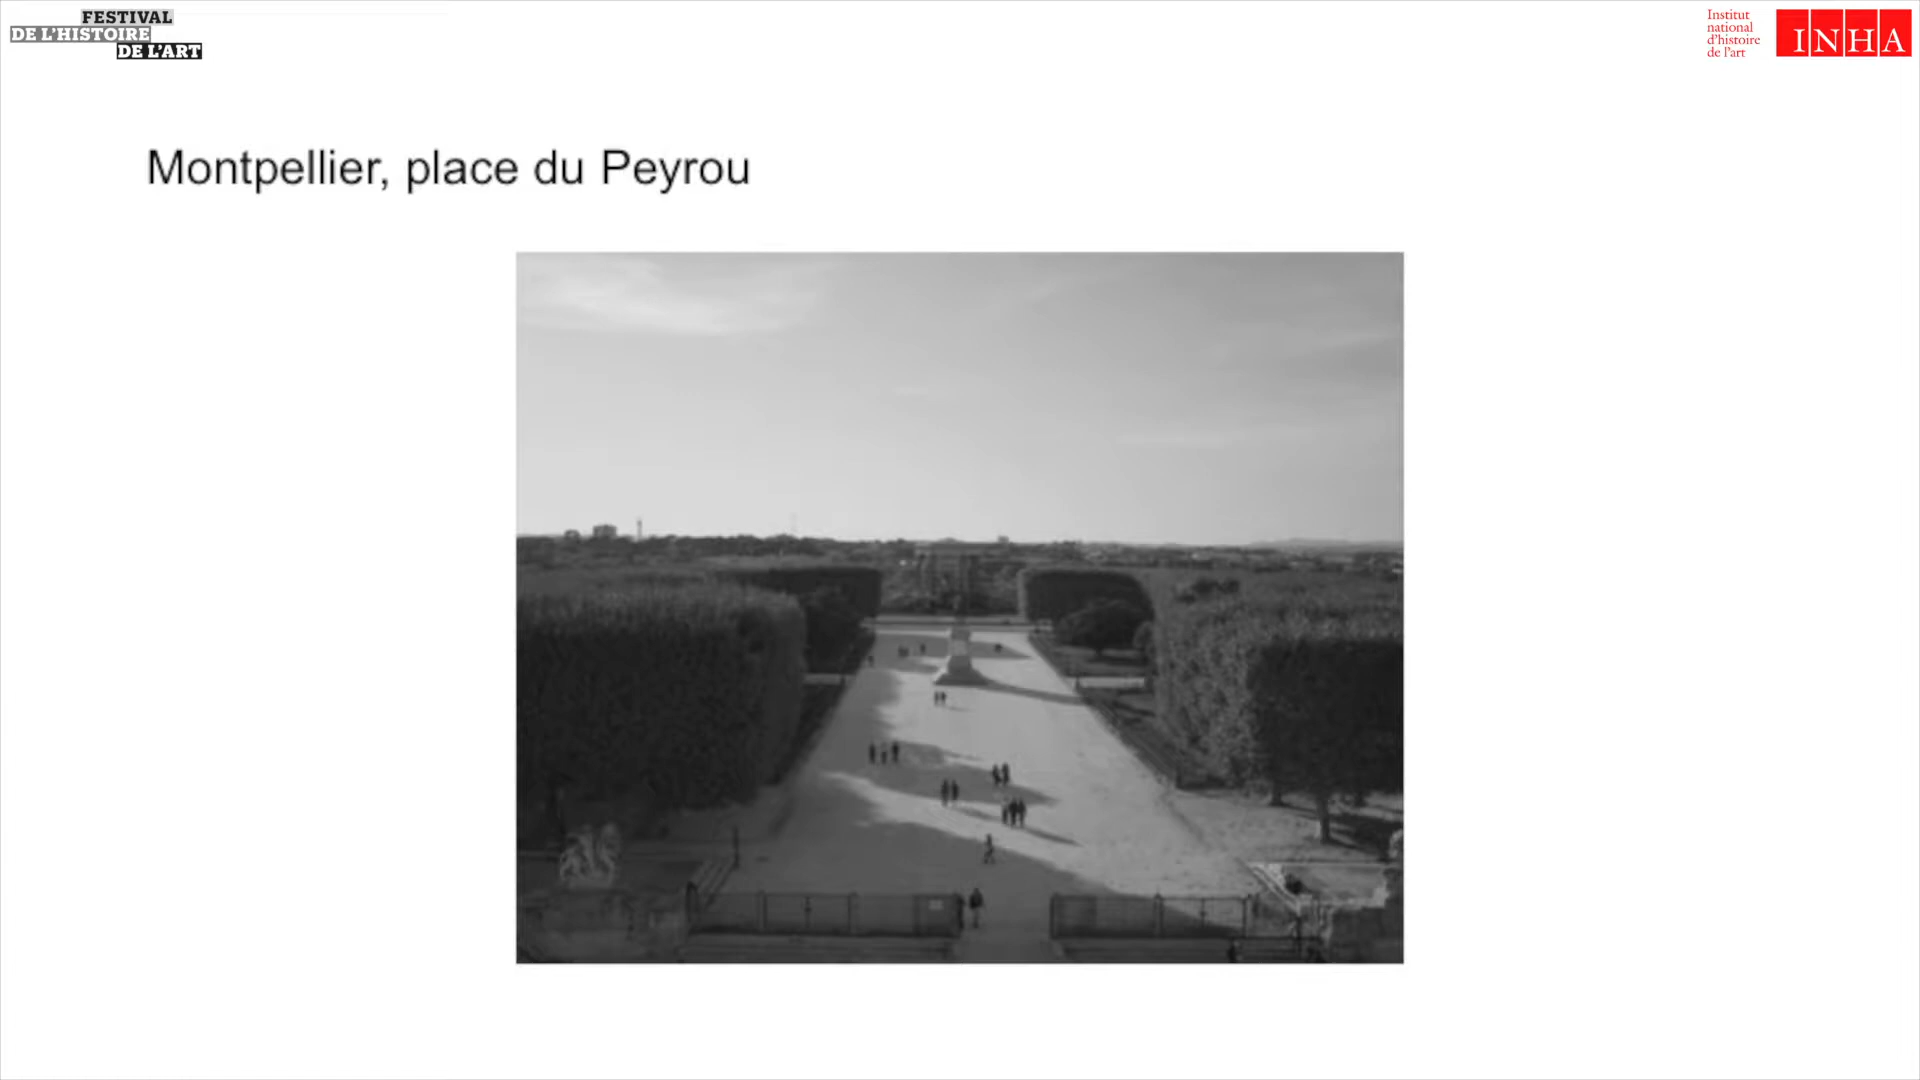 FESTIVAL
DE L'HISTOIRE
DE L'ART
Institut
national
d'histoire
de l'art
INHA
Montpellier, place du Peyrou